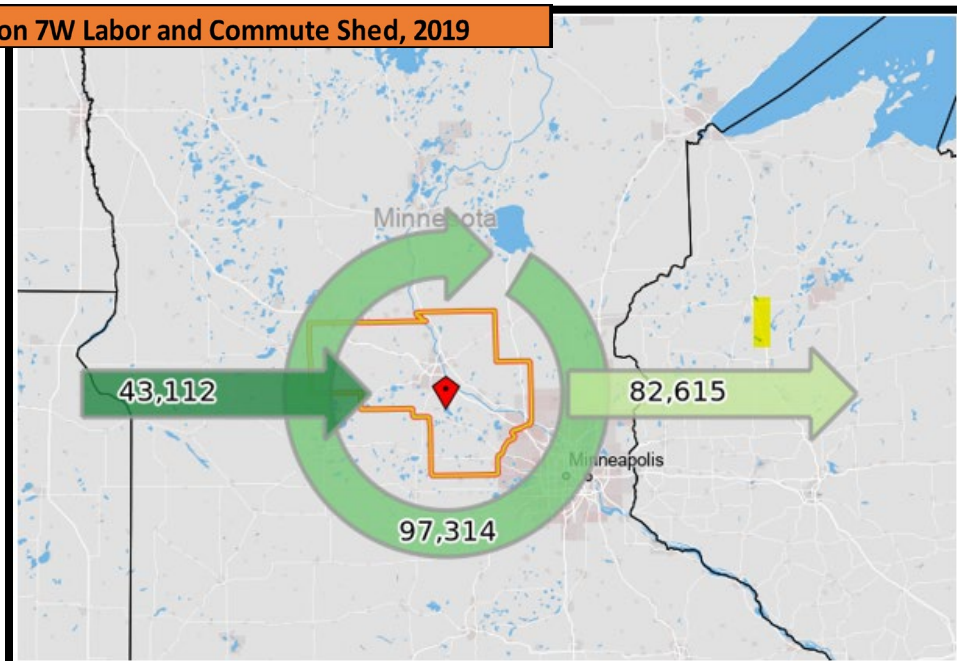 on 7W Labor and Commute Shed, 2019
Minnesota
43,112
82,615
Minneapolis
97,314